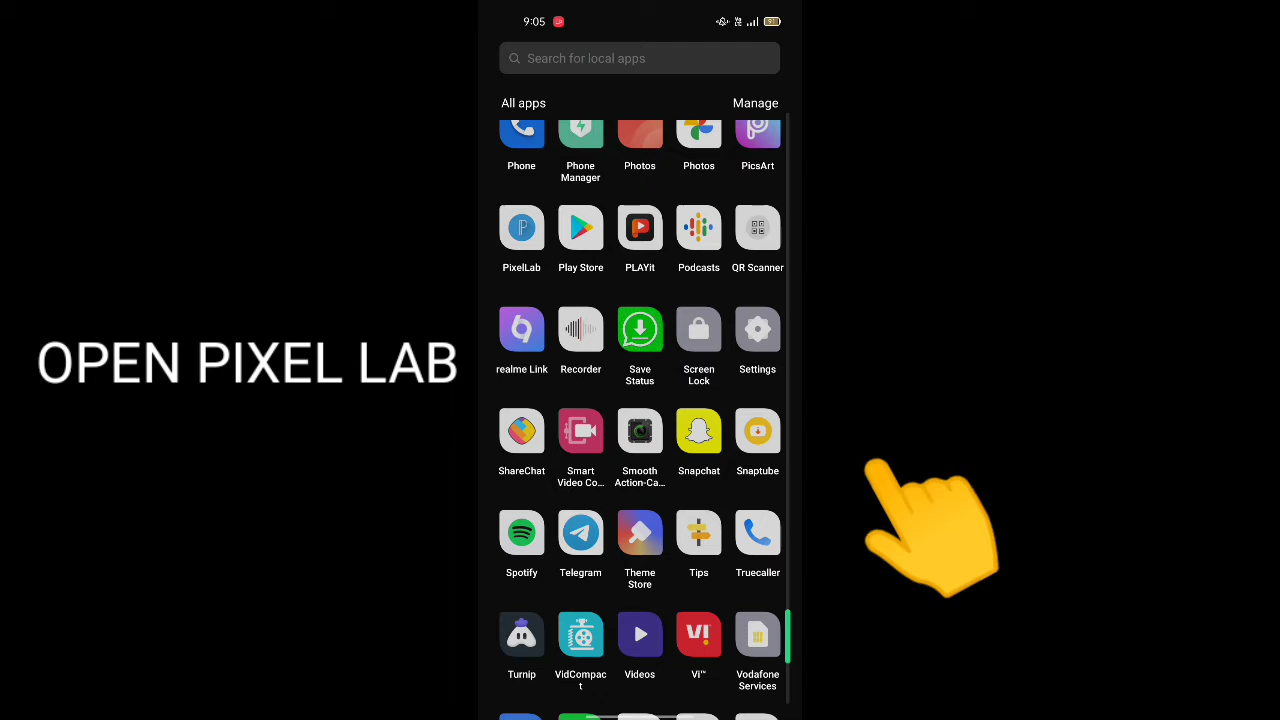 9:05
91
Search for local apps
All apps
Manage
Phone
Phone Manager
Photos
Photos
PicsArt
PixelLab
Play Store
PLAYit
Podcasts
QR Scanner
OPEN PIXEL LAB
realme Link
Recorder
Save Status
Screen Lock
Settings
ShareChat
Smart Video Co...
Smooth Action-Ca...
Snapchat
Snaptube
Spotify
Telegram
Theme Store
Tips
Truecaller
Turnip
VidCompact
Videos
Vi™
Vodafone Services